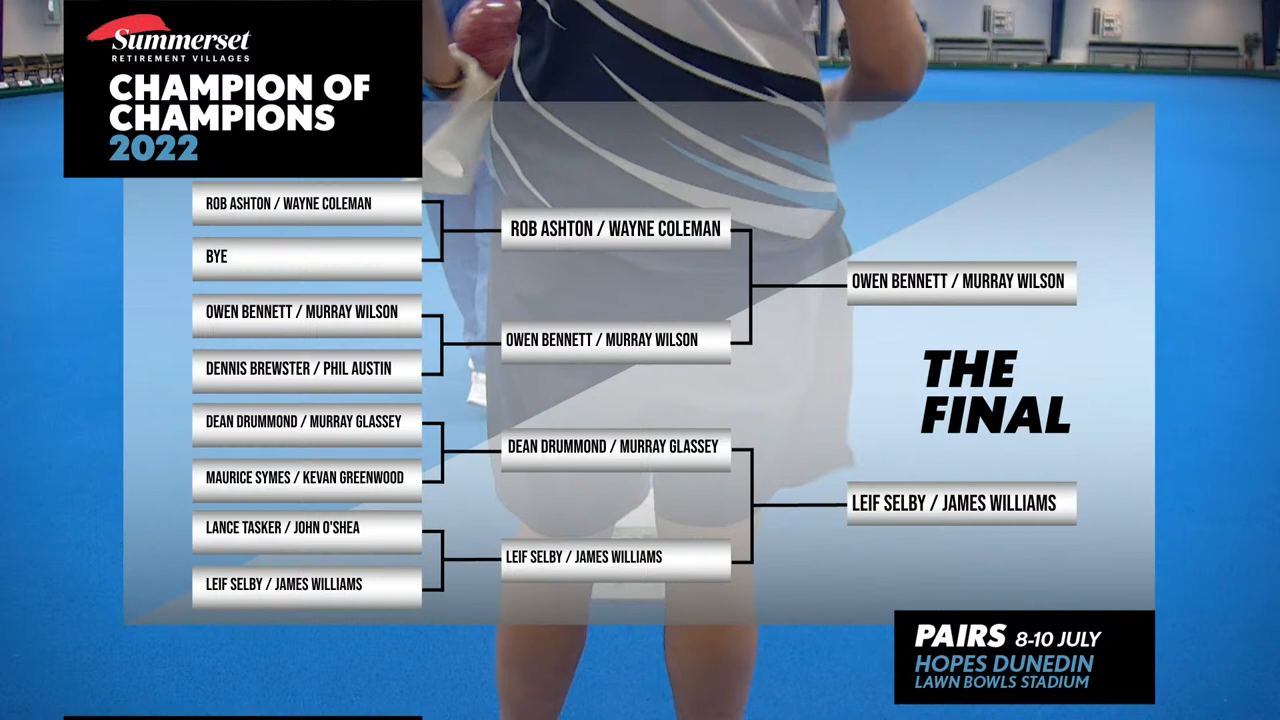 Summerset
RETIREMENT VILLAGES
CHAMPION OF
CHAMPIONS
2022
ROB ASHTON / WAYNE COLEMAN
BYE
OWEN BENNETT / MURRAY WILSON
DENNIS BREWSTER / PHIL AUSTIN
DEAN DRUMMOND / MURRAY GLASSEY
MAURICE SYMES / KEVAN GREENWOOD
LANCE TASKER / JOHN O'SHEA
LEIF SELBY / JAMES WILLIAMS
ROB ASHTON / WAYNE COLEMAN
OWEN BENNETT / MURRAY WILSON
DEAN DRUMMOND / MURRAY GLASSEY
LEIF SELBY / JAMES WILLIAMS
OWEN BENNETT / MURRAY WILSON
THE
FINAL
LEIF SELBY / JAMES WILLIAMS
PAIRS 8-10 JULY
HOPES DUNEDIN
LAWN BOWLS STADIUM